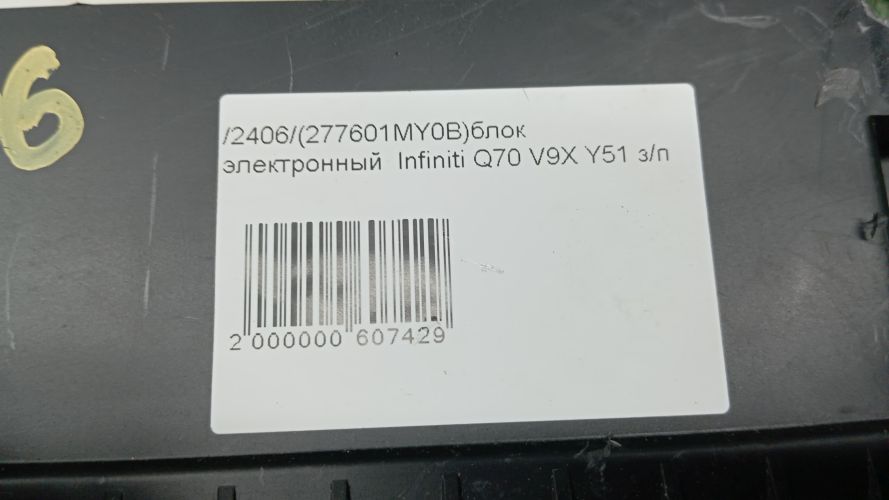 6
/2406/(277601MY0B)блок
электронный Infiniti Q70 V9X Y51 з/п
2 000000 607429